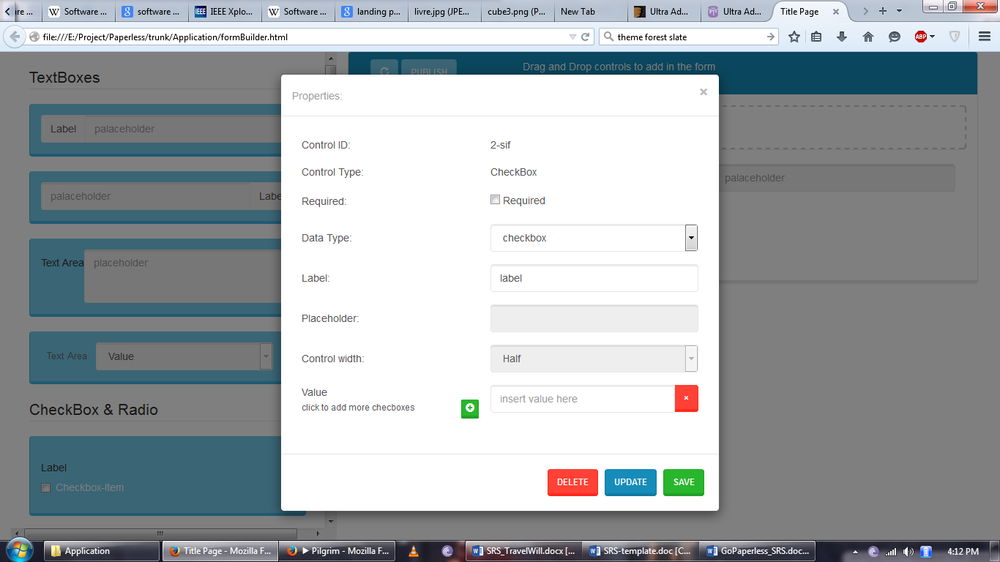 are ...
Software ...
software ...
IEEE Xplo...
Software ...
landing p...
livre.jpg (JPE...
cube3.png (P...
New Tab
Ultra Ad...
Ultra Ad...
Title Page
file:///E:/Project/Paperless/trunk/Application/formBuilder.html
theme forest slate
ABP
TextBoxes
PUBLISH
Drag and Drop controls to add in the form
Label palaceholder
palaceholder Labe
Text Area placeholder
Text Area Value
CheckBox & Radio
Label
Checkbox-Item
palaceholder
Properties:
Control ID: 2-sif
Control Type: CheckBox
Required: Required
Data Type: checkbox
Label: label
Placeholder:
Control width: Half
Value
click to add more checboxes
insert value here
DELETE UPDATE SAVE
Application
Title Page - Mozilla F...
Pilgrim - Mozilla F...
SRS_TravelWill.docx [...
SRS-template.doc [C...
GoPaperless_SRS.doc...
4:12 PM